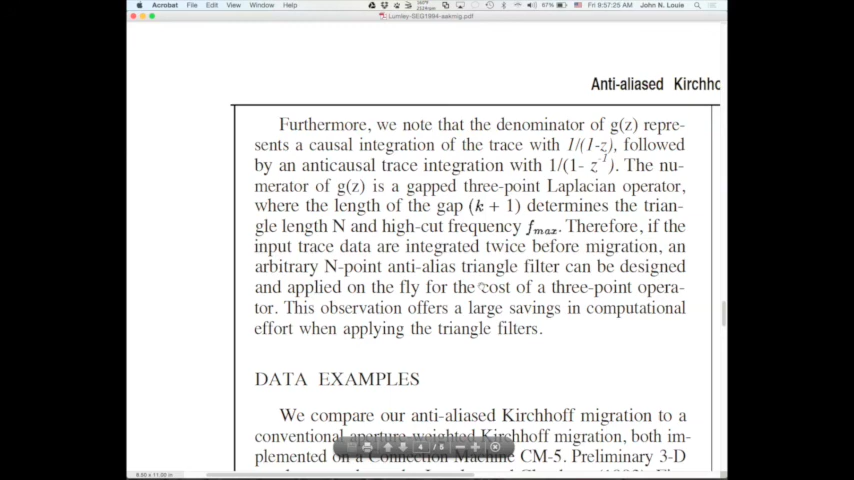 Acrobat File Edit View Window Help 67% Fri 9:57:25 AM John N. Louie
Lumley-SEG1994-aakmig.pdf
Anti-aliased Kirchho
Furthermore, we note that the denominator of g(z) repre-
sents a causal integration of the trace with 1/(1-z), followed
by an anticausal trace integration with 1/(1- z⁻¹). The nu-
merator of g(z) is a gapped three-point Laplacian operator,
where the length of the gap (k + 1) determines the trian-
gle length N and high-cut frequency fmax. Therefore, if the
input trace data are integrated twice before migration, an
arbitrary N-point anti-alias triangle filter can be designed
and applied on the fly for the cost of a three-point opera-
tor. This observation offers a large savings in computational
effort when applying the triangle filters.
DATA EXAMPLES
We compare our anti-aliased Kirchhoff migration to a
conventional aperture-weighted Kirchhoff migration, both im-
plemented on a Connection Machine CM-5. Preliminary 3-D
8.50 x 11.00 in